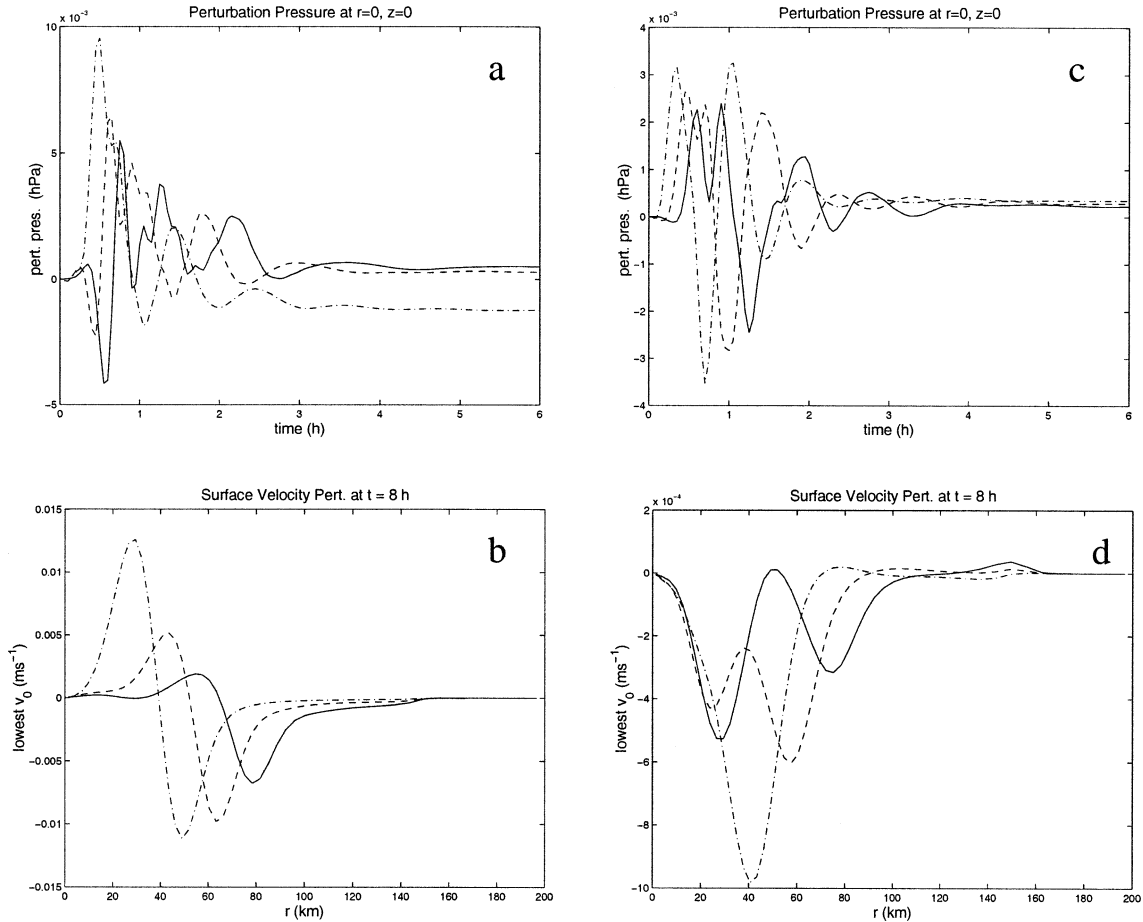 Perturbation Pressure at r=0, z=0
x 10⁻³
10
5
0
−5
0 1 2 3 4 5 6
pert. pres. (hPa)
time (h)
a
Perturbation Pressure at r=0, z=0
x 10⁻³
4
3
2
1
0
−1
−2
−3
−4
0 1 2 3 4 5 6
pert. pres. (hPa)
time (h)
c
Surface Velocity Pert. at t = 8 h
0.015
0.01
0.005
0
−0.005
−0.01
−0.015
0 20 40 60 80 100 120 140 160 180 200
lowest v₀ (ms⁻¹)
r (km)
b
Surface Velocity Pert. at t = 8 h
x 10⁻⁴
2
0
−2
−4
−6
−8
−10
0 20 40 60 80 100 120 140 160 180 200
lowest v₀ (ms⁻¹)
r (km)
d